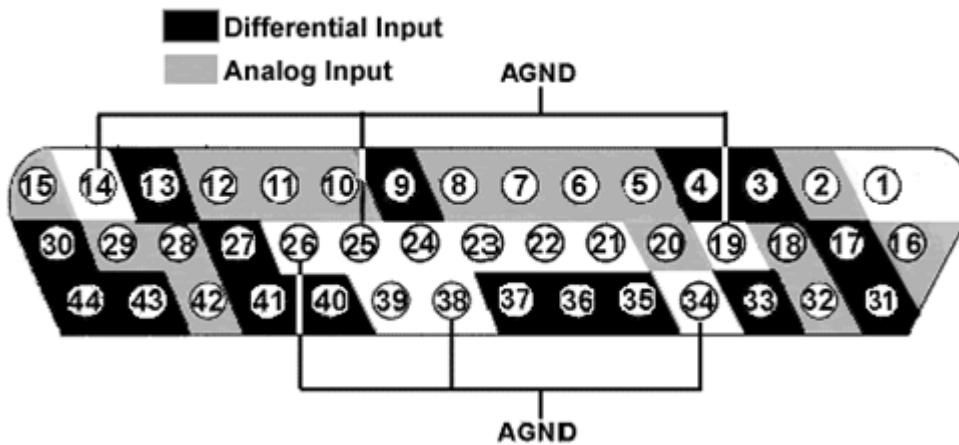 Differential Input
Analog Input
AGND
15 14 13 12 11 10 9 8 7 6 5 4 3 2 1
30 29 28 27 26 25 24 23 22 21 20 19 18 17 16
44 43 42 41 40 39 38 37 36 35 34 33 32 31
AGND